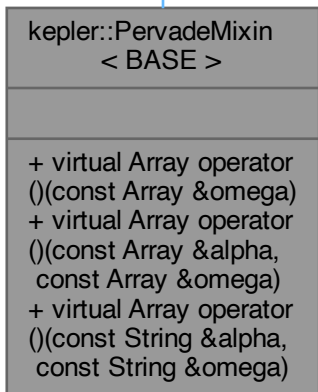 kepler::PervadeMixin
< BASE >
+ virtual Array operator
()(const Array &omega)
+ virtual Array operator
()(const Array &alpha,
const Array &omega)
+ virtual Array operator
()(const String &alpha,
const String &omega)